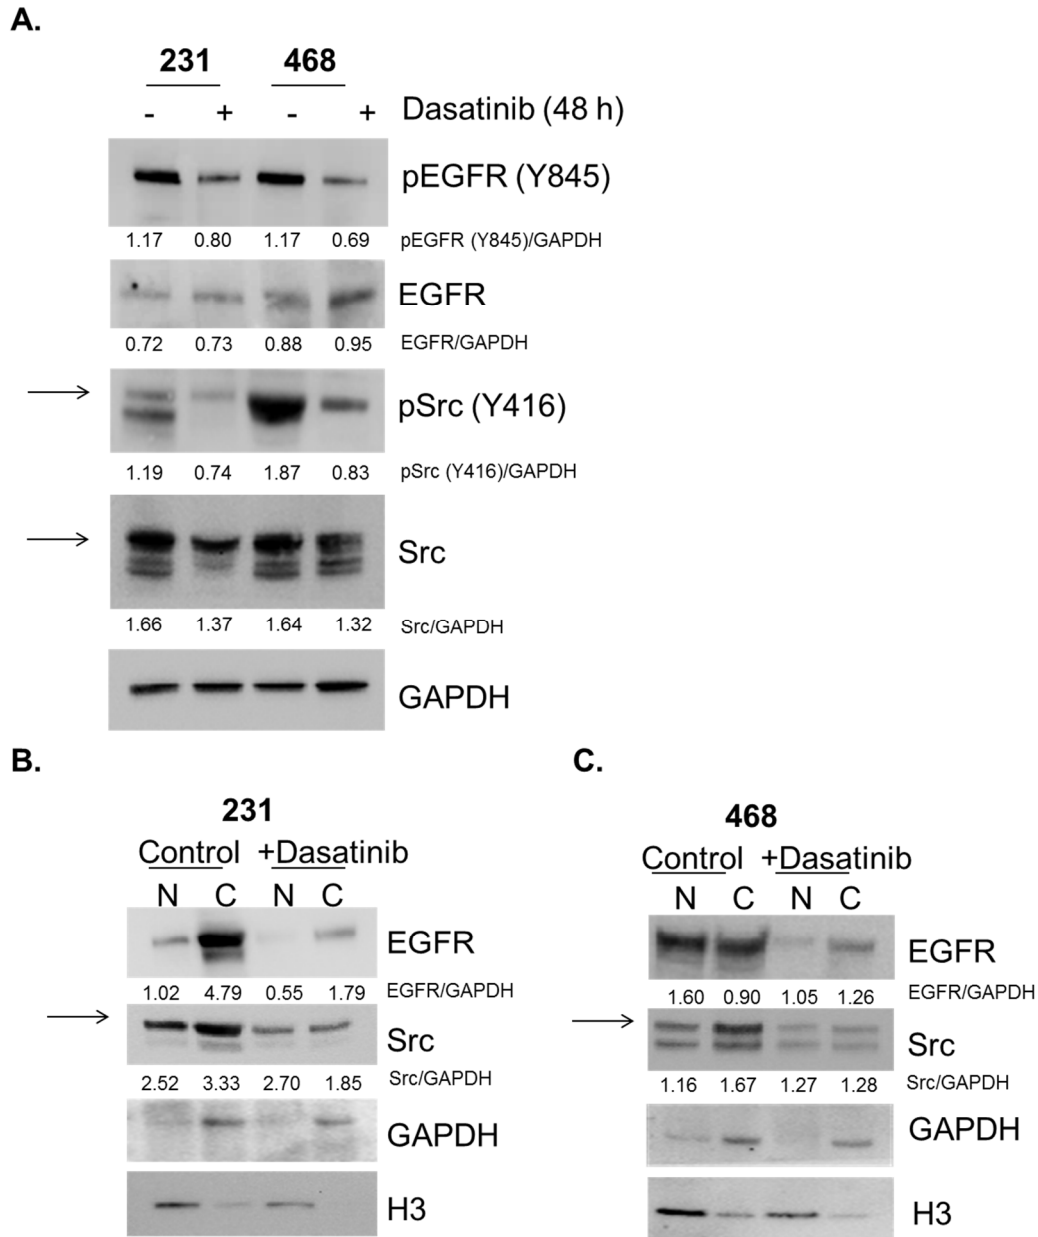 A.
231 468
- + - + Dasatinib (48 h)
pEGFR (Y845)
1.17 0.80 1.17 0.69 pEGFR (Y845)/GAPDH
EGFR
0.72 0.73 0.88 0.95 EGFR/GAPDH
pSrc (Y416)
1.19 0.74 1.87 0.83 pSrc (Y416)/GAPDH
Src
1.66 1.37 1.64 1.32 Src/GAPDH
GAPDH
B.
231
Control +Dasatinib
N C N C
EGFR
1.02 4.79 0.55 1.79 EGFR/GAPDH
Src
2.52 3.33 2.70 1.85 Src/GAPDH
GAPDH
H3
C.
468
Control +Dasatinib
N C N C
EGFR
1.60 0.90 1.05 1.26 EGFR/GAPDH
Src
1.16 1.67 1.27 1.28 Src/GAPDH
GAPDH
H3